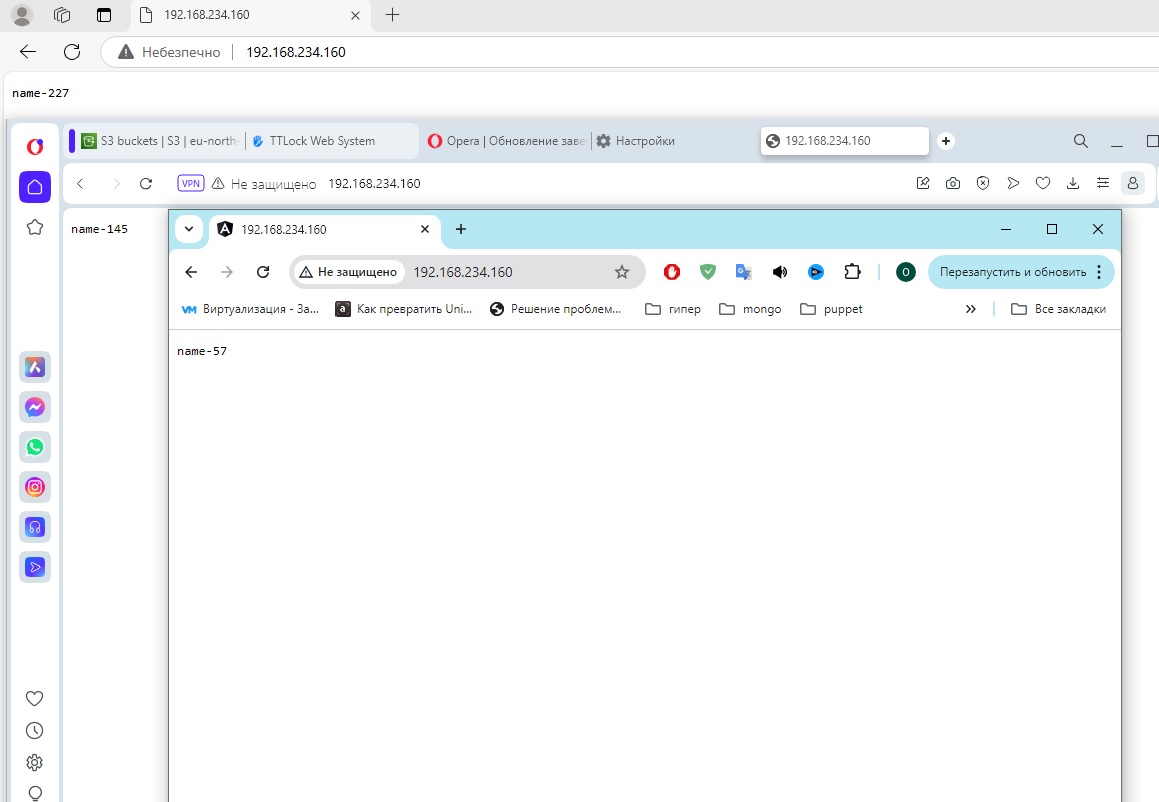 192.168.234.160
Небезпечно 192.168.234.160
name-227
S3 buckets | S3 | eu-north- TTLock Web System Opera | Обновление заве Настройки 192.168.234.160
VPN Не защищено 192.168.234.160
name-145
192.168.234.160
Не защищено 192.168.234.160 O Перезапустить и обновить
vm Виртуализация - За... a Как превратить Uni... Решение проблем... гипер mongo puppet » Все закладки
name-57